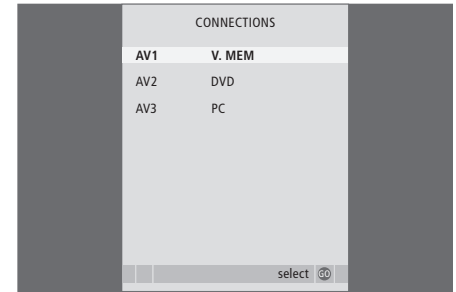 CONNECTIONS
AV1 V. MEM
AV2 DVD
AV3 PC
select GO